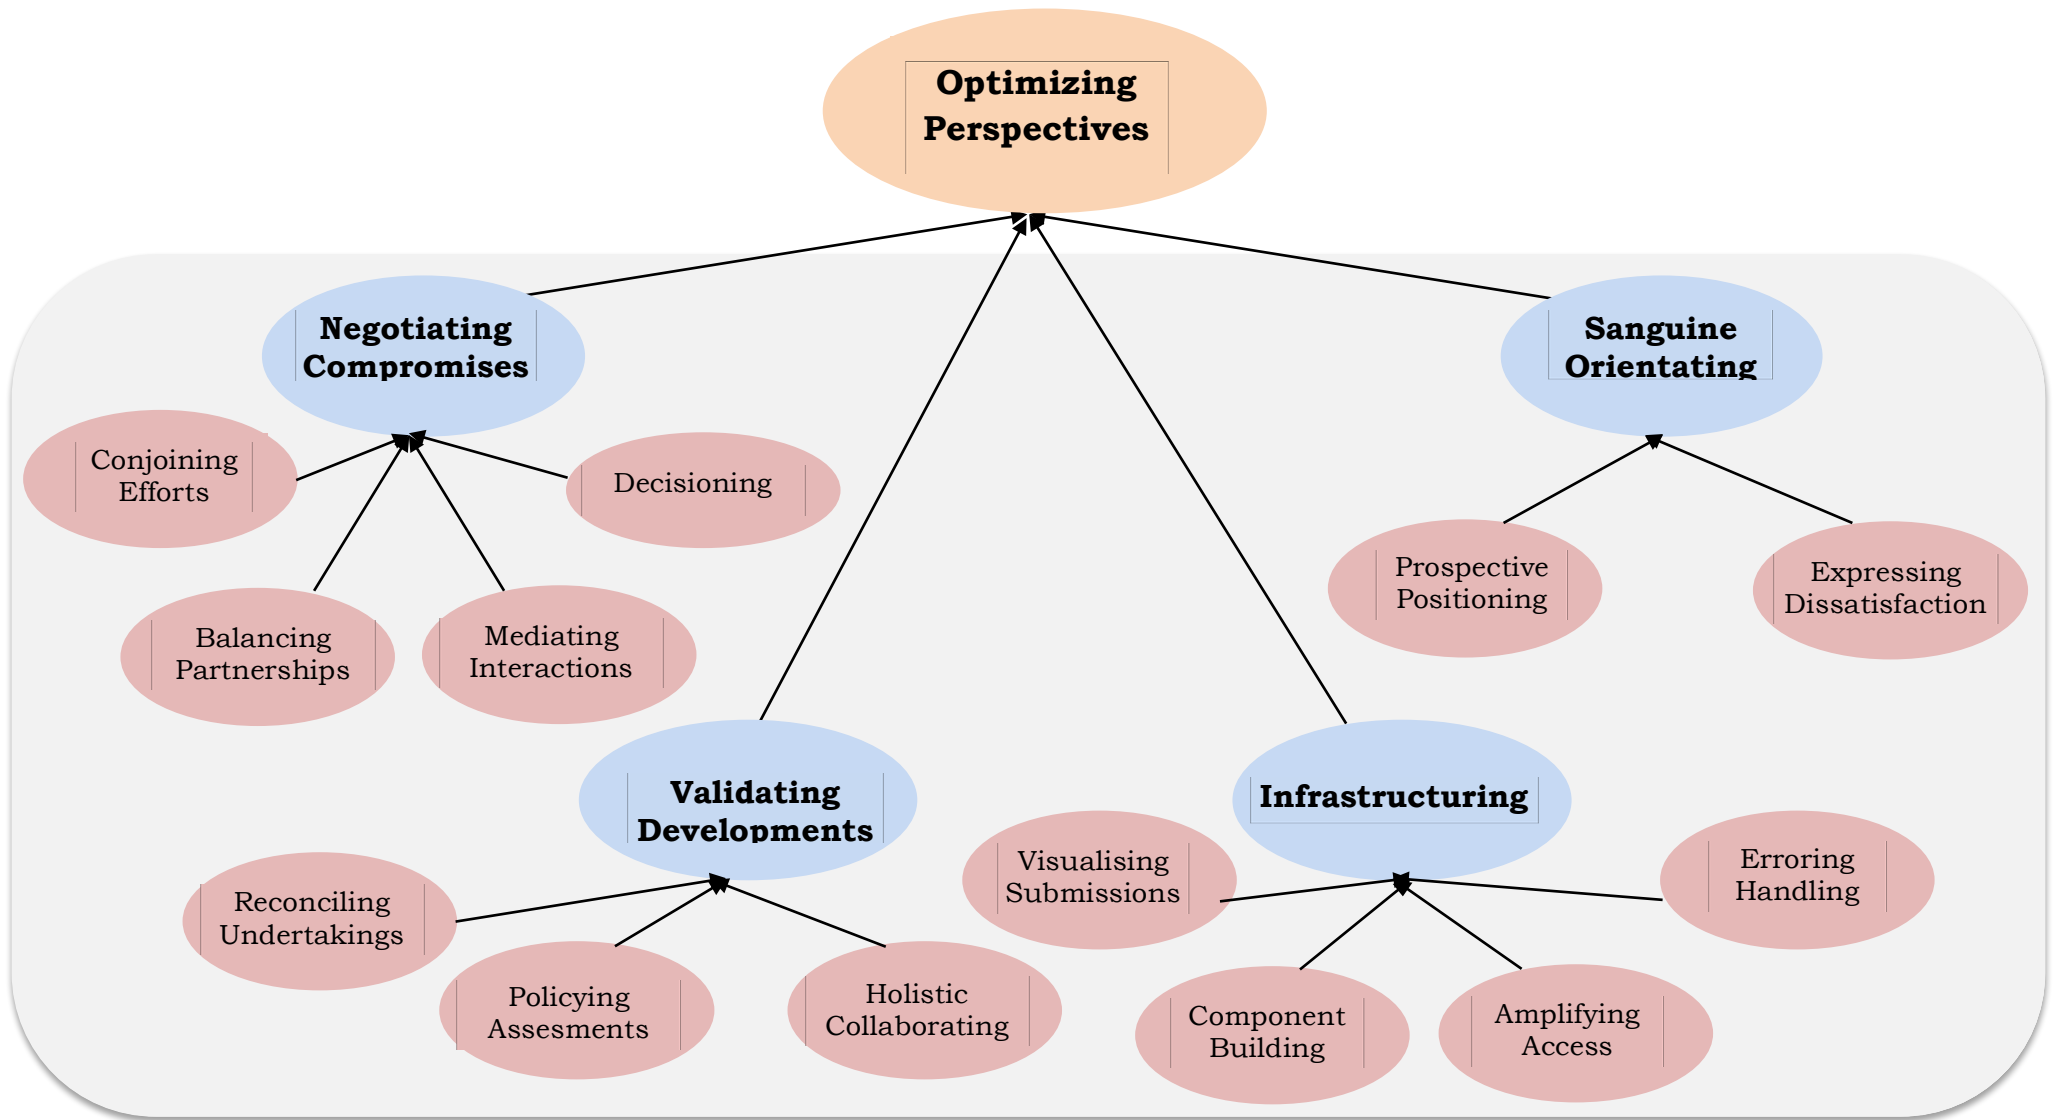 Optimizing
Perspectives
Negotiating
Compromises
Sanguine
Orientating
Conjoining
Efforts
Decisioning
Prospective
Positioning
Expressing
Dissatisfaction
Balancing
Partnerships
Mediating
Interactions
Validating
Developments
Infrastructuring
Visualising
Submissions
Erroring
Handling
Reconciling
Undertakings
Policying
Assesments
Holistic
Collaborating
Component
Building
Amplifying
Access